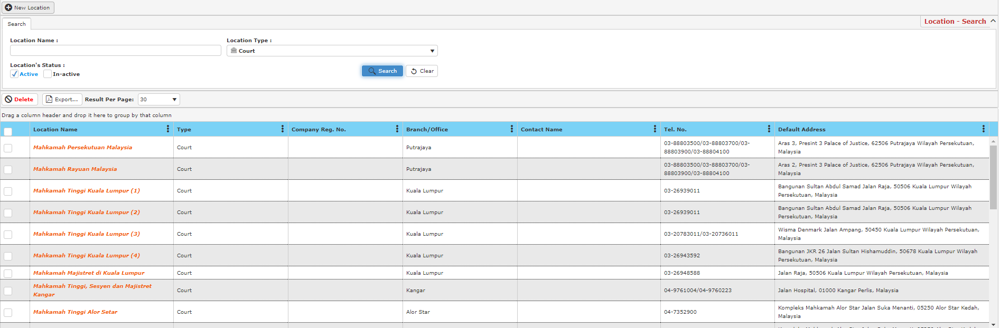 New Location
Search
Location - Search
Location Name :
Location Type :
Court
Location's Status :
Active
In-active
Search
Clear
Delete
Export...
Result Per Page:
30
Drag a column header and drop it here to group by that column
Location Name Type Company Reg. No. Branch/Office Contact Name Tel. No. Default Address
Mahkamah Persekutuan Malaysia Court Putrajaya 03-88803500/03-88803700/03-
88803900/03-88804100
Aras 3, Presint 3 Palace of Justice, 62506 Putrajaya Wilayah Persekutuan,
Malaysia
Mahkamah Rayuan Malaysia Court Putrajaya 03-88803500/03-88803700/03-
88803900/03-88804100
Aras 2, Presint 3 Palace of Justice, 62506 Putrajaya Wilayah Persekutuan,
Malaysia
Mahkamah Tinggi Kuala Lumpur (1) Court Kuala Lumpur 03-26939011
Bangunan Sultan Abdul Samad Jalan Raja, 50506 Kuala Lumpur Wilayah
Persekutuan, Malaysia
Mahkamah Tinggi Kuala Lumpur (2) Court Kuala Lumpur 03-26939011
Bangunan Sultan Abdul Samad Jalan Raja, 50506 Kuala Lumpur Wilayah
Persekutuan, Malaysia
Mahkamah Tinggi Kuala Lumpur (3) Court Kuala Lumpur 03-20783011/03-20736011
Wisma Denmark Jalan Ampang, 50450 Kuala Lumpur Wilayah Persekutuan,
Malaysia
Mahkamah Tinggi Kuala Lumpur (4) Court Kuala Lumpur 03-26943592
Bangunan JKR 26 Jalan Sultan Hishamuddin, 50678 Kuala Lumpur Wilayah
Persekutuan, Malaysia
Mahkamah Majistret di Kuala Lumpur Court Kuala Lumpur 03-26948588 Jalan Raja, 50506 Kuala Lumpur Wilayah Persekutuan, Malaysia
Mahkamah Tinggi, Sesyen dan Majistret
Kangar
Court Kangar 04-9761004/04-9760223 Jalan Hospital, 01000 Kangar Perlis, Malaysia
Mahkamah Tinggi Alor Setar Court Alor Star 04-7352900
Kompleks Mahkamah Alor Star Jalan Suka Menanti, 05250 Alor Star Kedah,
Malaysia